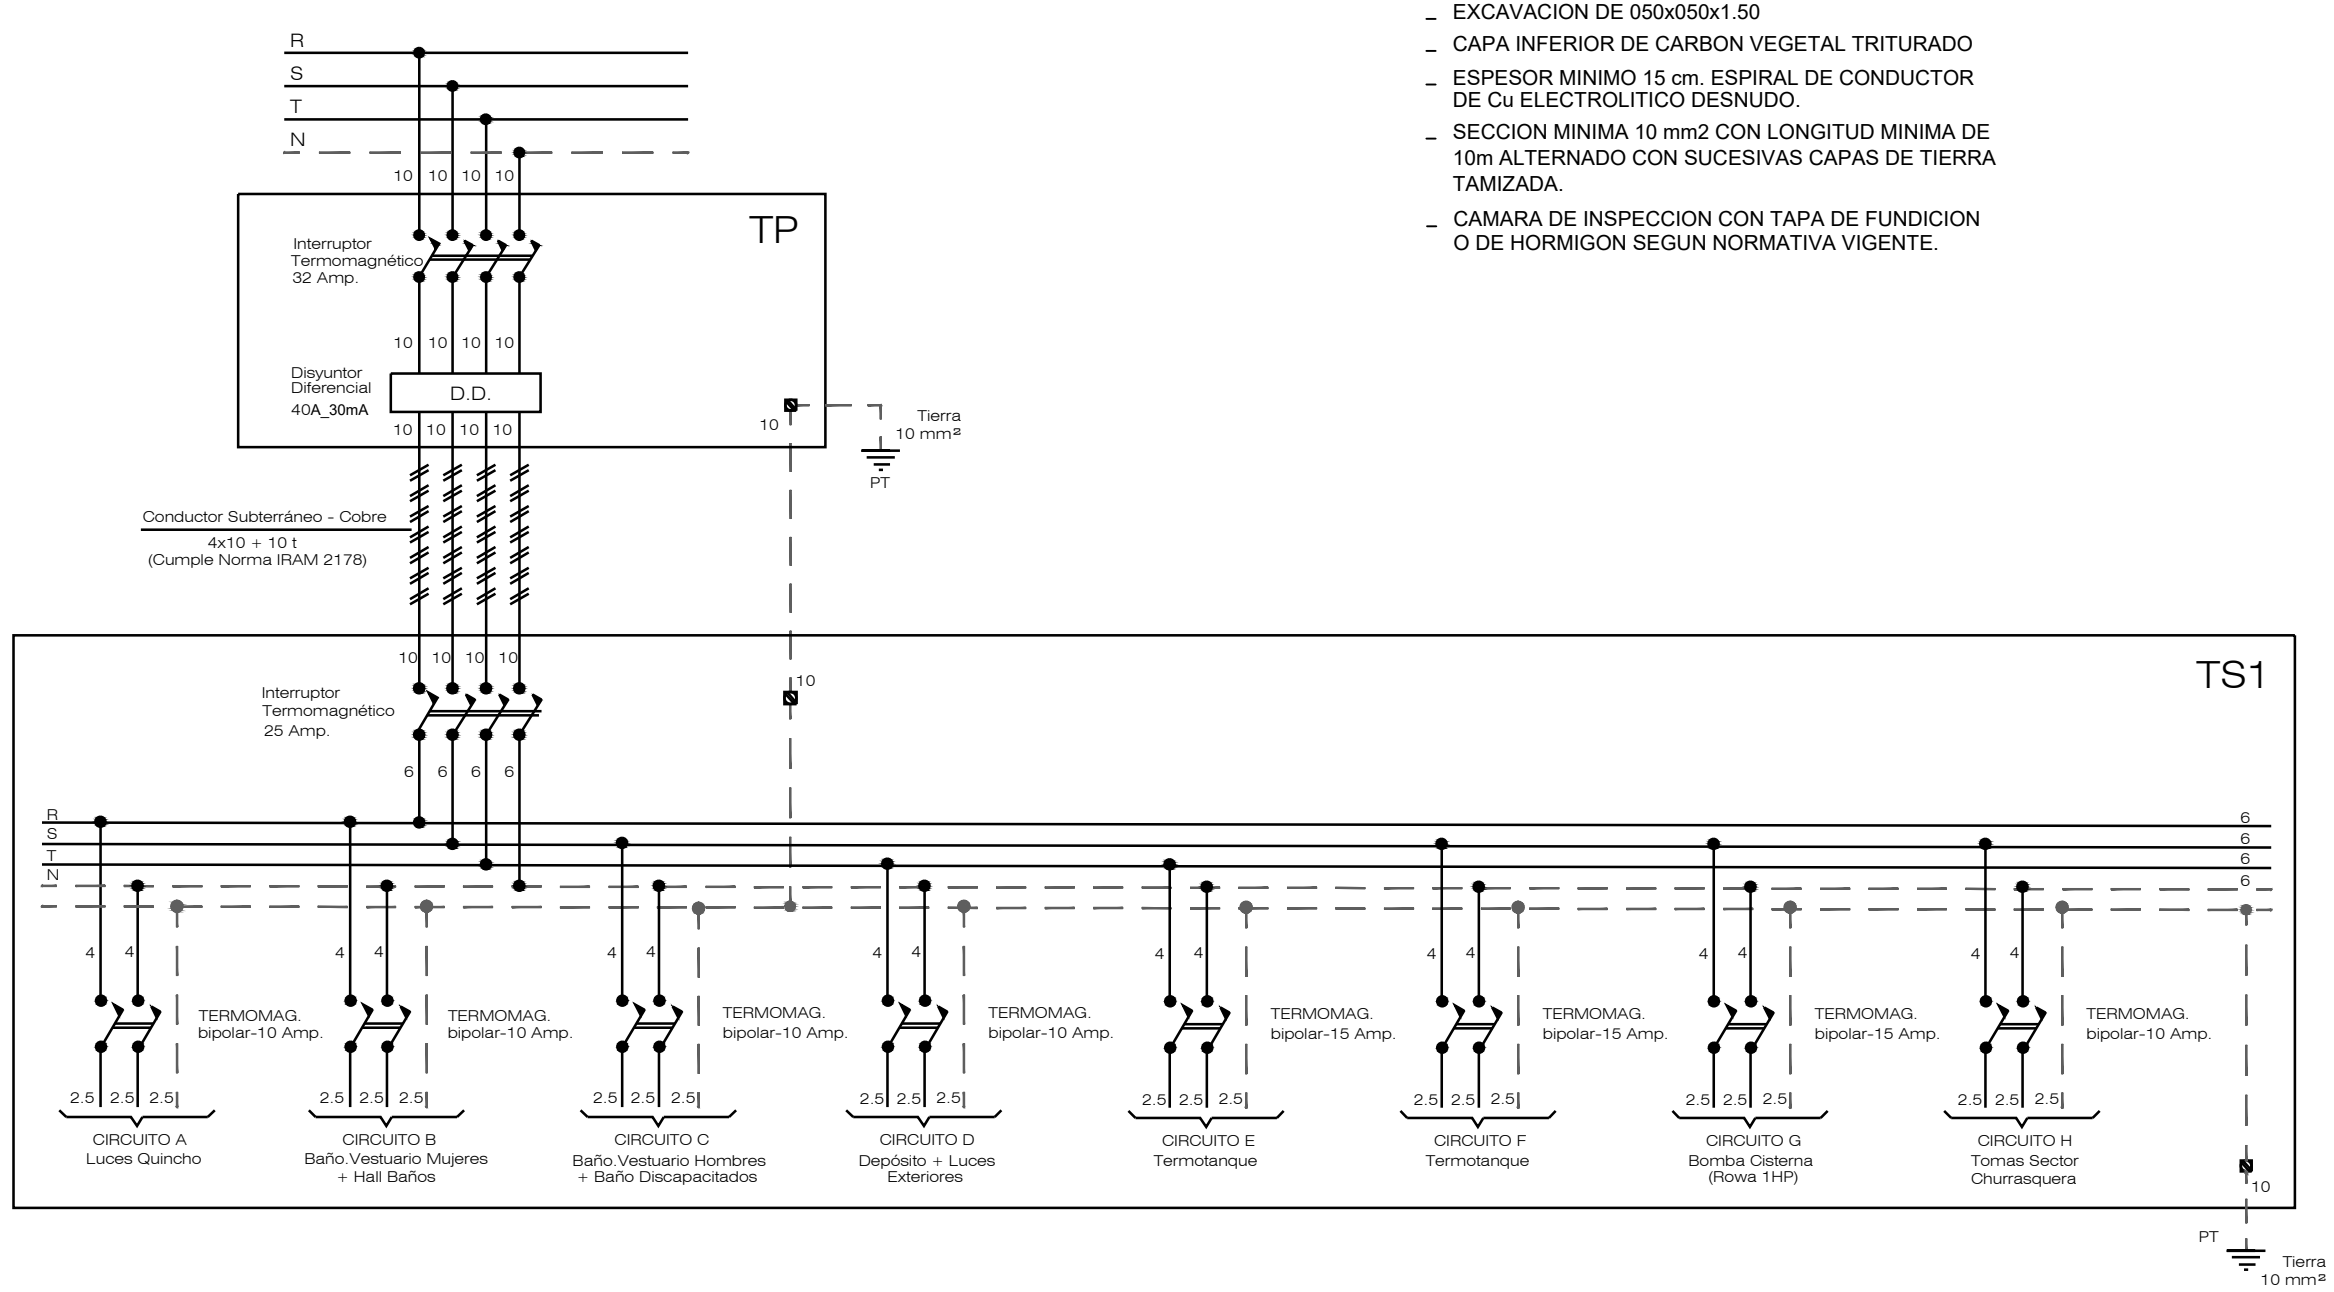 _ EXCAVACION DE 050x050x1.50
_ CAPA INFERIOR DE CARBON VEGETAL TRITURADO
_ ESPESOR MINIMO 15 cm. ESPIRAL DE CONDUCTOR
DE Cu ELECTROLITICO DESNUDO.
_ SECCION MINIMA 10 mm2 CON LONGITUD MINIMA DE
10m ALTERNADO CON SUCESIVAS CAPAS DE TIERRA
TAMIZADA.
_ CAMARA DE INSPECCION CON TAPA DE FUNDICION
O DE HORMIGON SEGUN NORMATIVA VIGENTE.
R
S
T
N
10 10 10 10
TP
Interruptor
Termomagnético
32 Amp.
10 10 10 10
Disyuntor
Diferencial
40A_30mA
D.D.
10 10 10 10
10
Tierra
10 mm²
PT
Conductor Subterráneo - Cobre
4x10 + 10 t
(Cumple Norma IRAM 2178)
TS1
10 10 10 10
Interruptor
Termomagnético
25 Amp.
10
6 6 6 6
R 6
S 6
T 6
N 6
4 4 4 4 4 4 4 4 4 4 4 4 4 4 4 4
TERMOMAG.
bipolar-10 Amp.
TERMOMAG.
bipolar-10 Amp.
TERMOMAG.
bipolar-10 Amp.
TERMOMAG.
bipolar-10 Amp.
TERMOMAG.
bipolar-15 Amp.
TERMOMAG.
bipolar-15 Amp.
TERMOMAG.
bipolar-15 Amp.
TERMOMAG.
bipolar-10 Amp.
2.5 2.5 2.5
CIRCUITO A
Luces Quincho
2.5 2.5 2.5
CIRCUITO B
Baño.Vestuario Mujeres
+ Hall Baños
2.5 2.5 2.5
CIRCUITO C
Baño.Vestuario Hombres
+ Baño Discapacitados
2.5 2.5 2.5
CIRCUITO D
Depósito + Luces
Exteriores
2.5 2.5 2.5
CIRCUITO E
Termotanque
2.5 2.5 2.5
CIRCUITO F
Termotanque
2.5 2.5 2.5
CIRCUITO G
Bomba Cisterna
(Rowa 1HP)
2.5 2.5 2.5
CIRCUITO H
Tomas Sector
Churrasquera
10
PT
Tierra
10 mm²